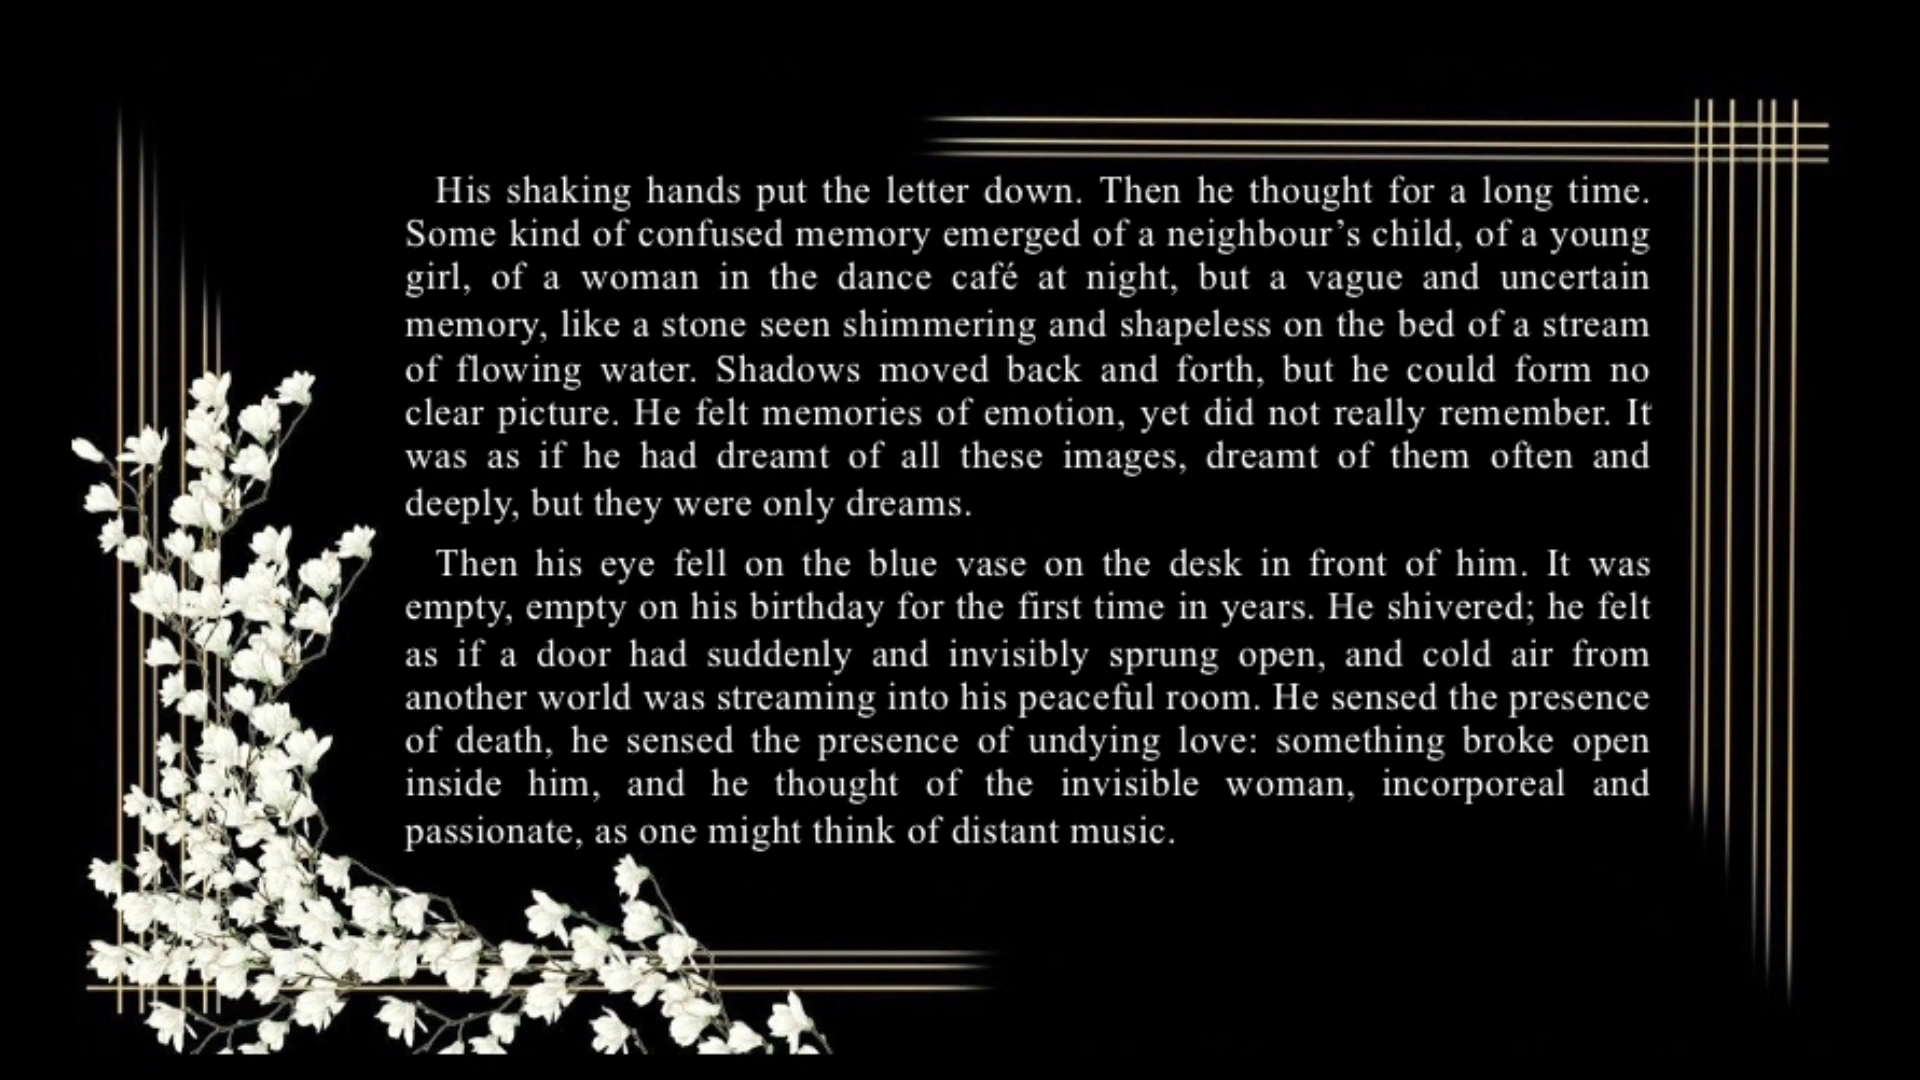 His shaking hands put the letter down. Then he thought for a long time.
Some kind of confused memory emerged of a neighbour’s child, of a young
girl, of a woman in the dance café at night, but a vague and uncertain
memory, like a stone seen shimmering and shapeless on the bed of a stream
of flowing water. Shadows moved back and forth, but he could form no
clear picture. He felt memories of emotion, yet did not really remember. It
was as if he had dreamt of all these images, dreamt of them often and
deeply, but they were only dreams.
Then his eye fell on the blue vase on the desk in front of him. It was
empty, empty on his birthday for the first time in years. He shivered; he felt
as if a door had suddenly and invisibly sprung open, and cold air from
another world was streaming into his peaceful room. He sensed the presence
of death, he sensed the presence of undying love: something broke open
inside him, and he thought of the invisible woman, incorporeal and
passionate, as one might think of distant music.